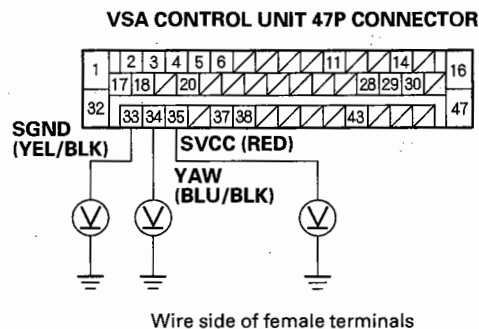 VSA CONTROL UNIT 47P CONNECTOR
1 2 3 4 5 6 11 14 16
17 18 20 28 29 30
32 33 34 35 37 38 43 47
SGND
(YEL/BLK)
SVCC (RED)
YAW
(BLU/BLK)
V V V
Wire side of female terminals